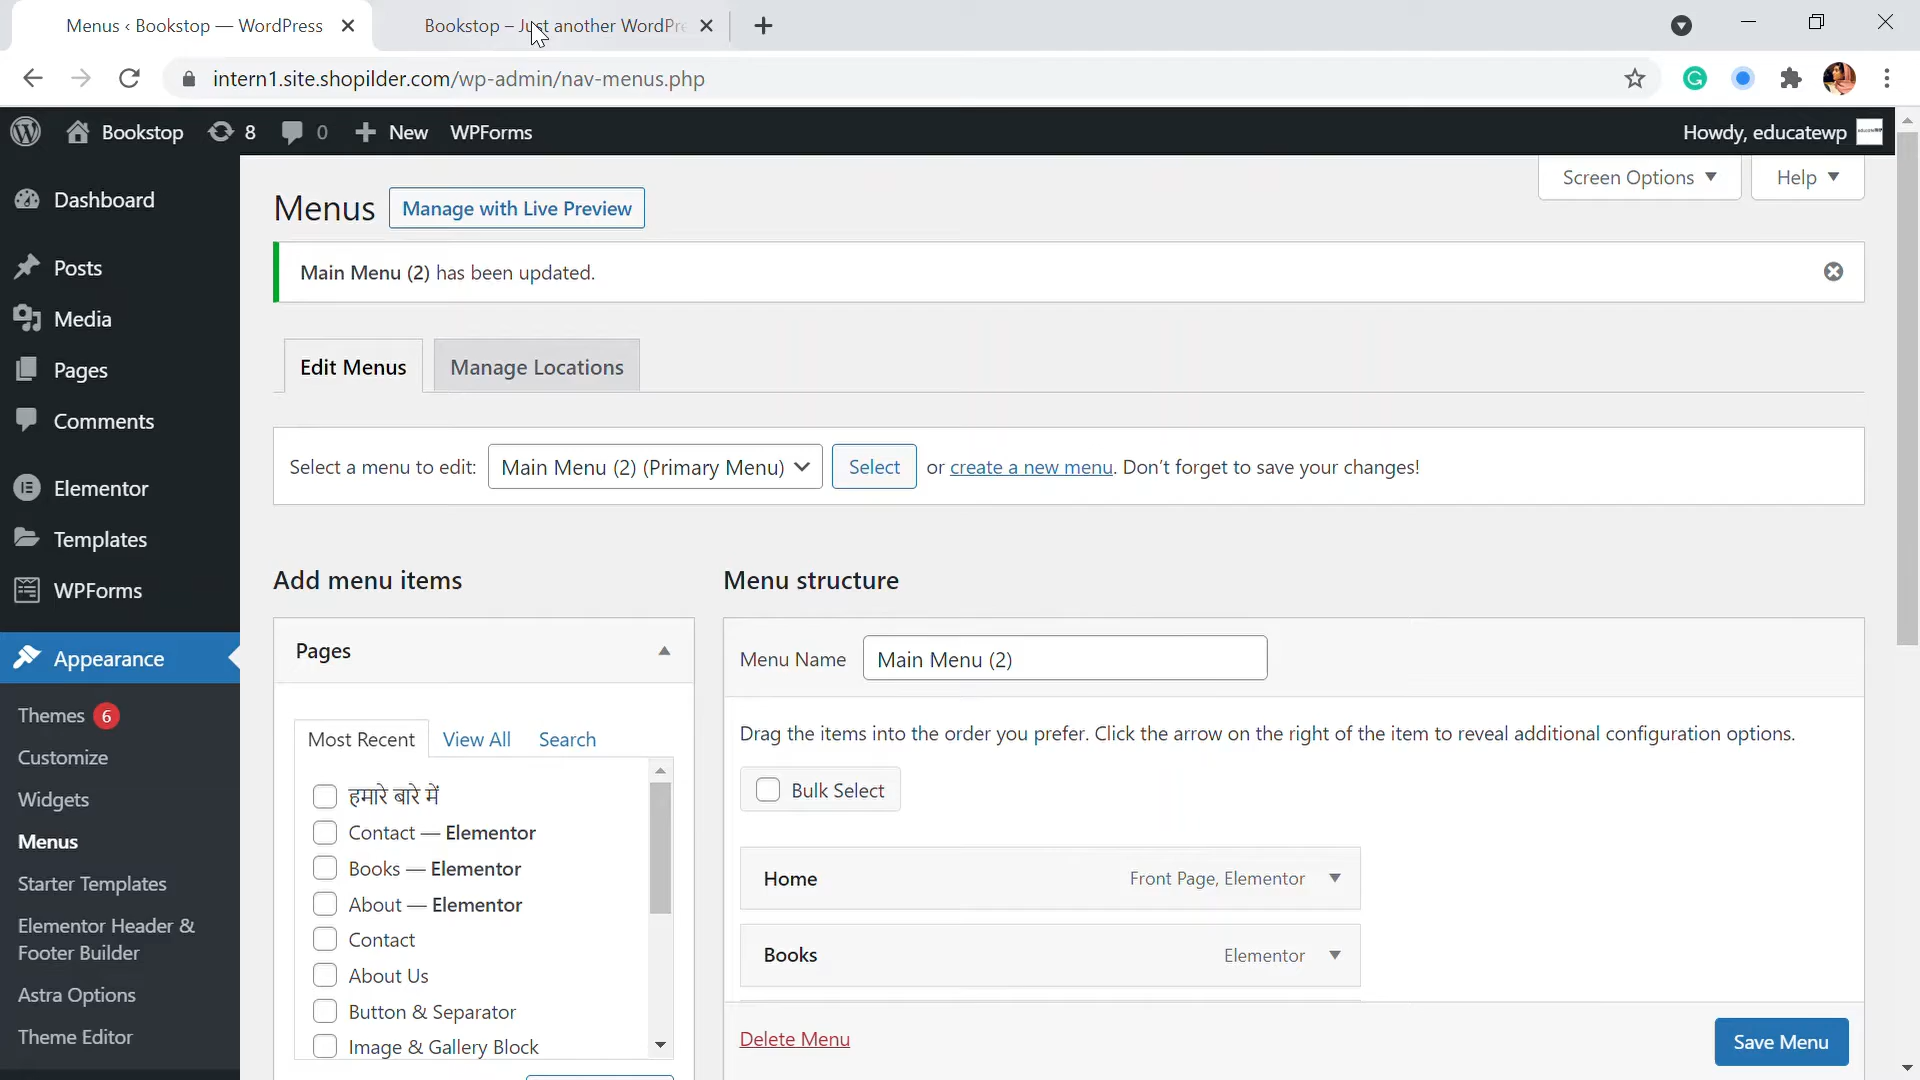 Menus ‹ Bookstop — WordPress
Bookstop – Just another WordPre
intern1.site.shopilder.com/wp-admin/nav-menus.php
Bookstop
8
0
New
WPForms
Howdy, educatewp
Dashboard
Posts
Media
Pages
Comments
Elementor
Templates
WPForms
Appearance
Themes 6
Customize
Widgets
Menus
Starter Templates
Elementor Header &
Footer Builder
Astra Options
Theme Editor
Screen Options
Help
Menus
Manage with Live Preview
Main Menu (2) has been updated.
Edit Menus
Manage Locations
Select a menu to edit: Main Menu (2) (Primary Menu) Select or create a new menu. Don’t forget to save your changes!
Add menu items
Pages
Most Recent
View All
Search
हमारे बारे में
Contact — Elementor
Books — Elementor
About — Elementor
Contact
About Us
Button & Separator
Image & Gallery Block
Menu structure
Menu Name Main Menu (2)
Drag the items into the order you prefer. Click the arrow on the right of the item to reveal additional configuration options.
Bulk Select
Home Front Page, Elementor
Books Elementor
Delete Menu
Save Menu